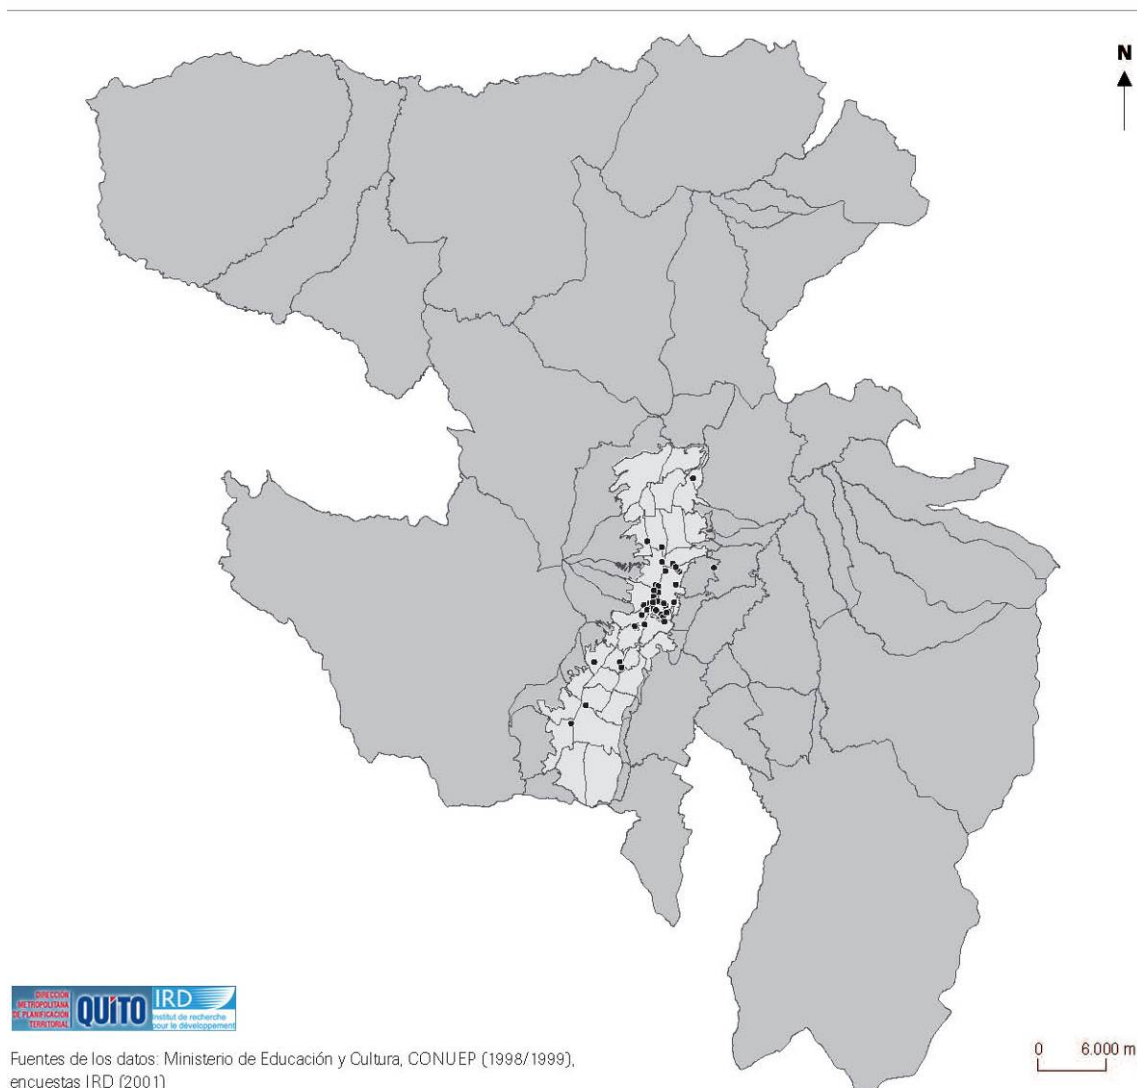 N
DIRECCION
METROPOLITANA
DE PLANIFICACIÓN
TERRITORIAL
QUITO
IRD
Institut de recherche
pour le développement
Fuentes de los datos: Ministerio de Educación y Cultura, CONUEP (1998/1999),
encuestas IRD (2001)
0 6.000 m